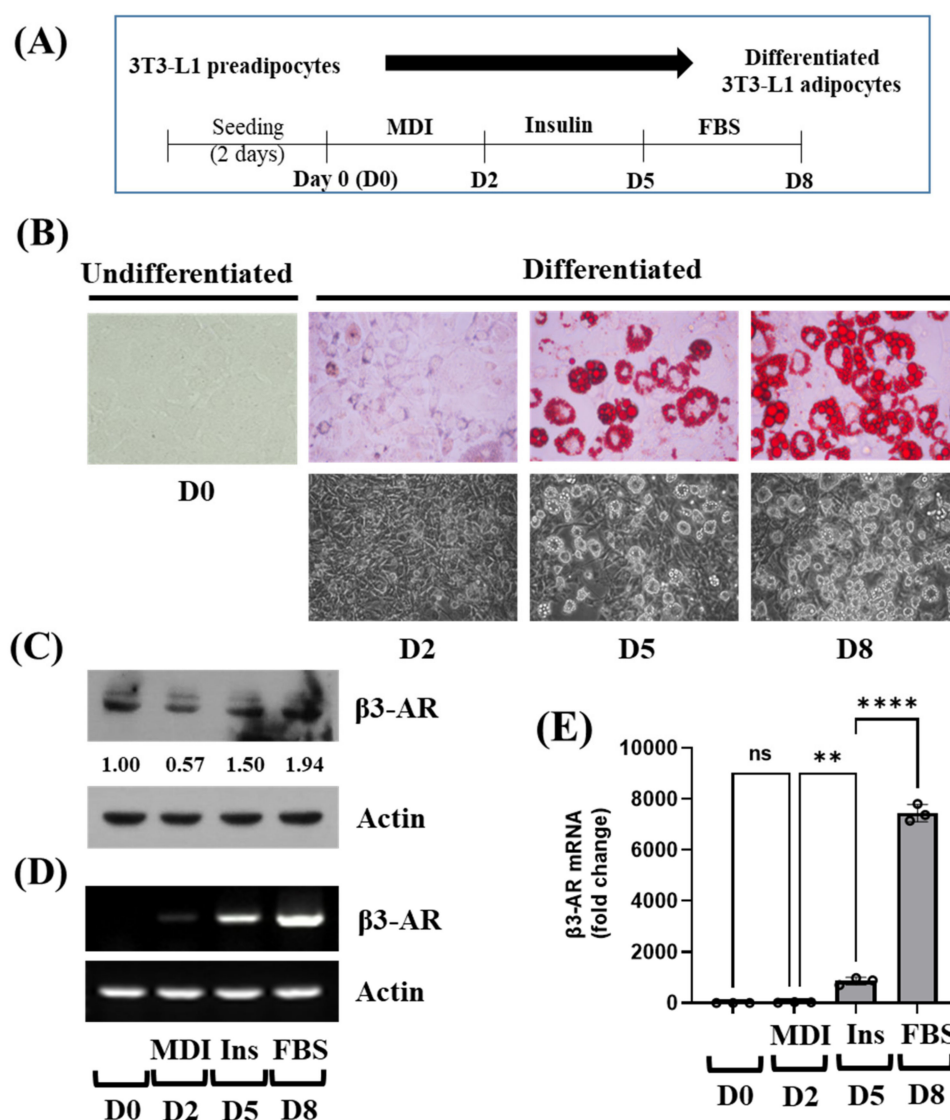 (A)
3T3-L1 preadipocytes
Differentiated
3T3-L1 adipocytes
Seeding
(2 days)
MDI
Insulin
FBS
Day 0 (D0)
D2
D5
D8
(B)
Undifferentiated
Differentiated
D0
D2
D5
D8
(C)
β3-AR
1.00 0.57 1.50 1.94
Actin
(D)
β3-AR
Actin
MDI Ins FBS
D0 D2 D5 D8
(E)
β3-AR mRNA
(fold change)
10000
8000
6000
4000
2000
0
ns
**
****
MDI Ins FBS
D0 D2 D5 D8